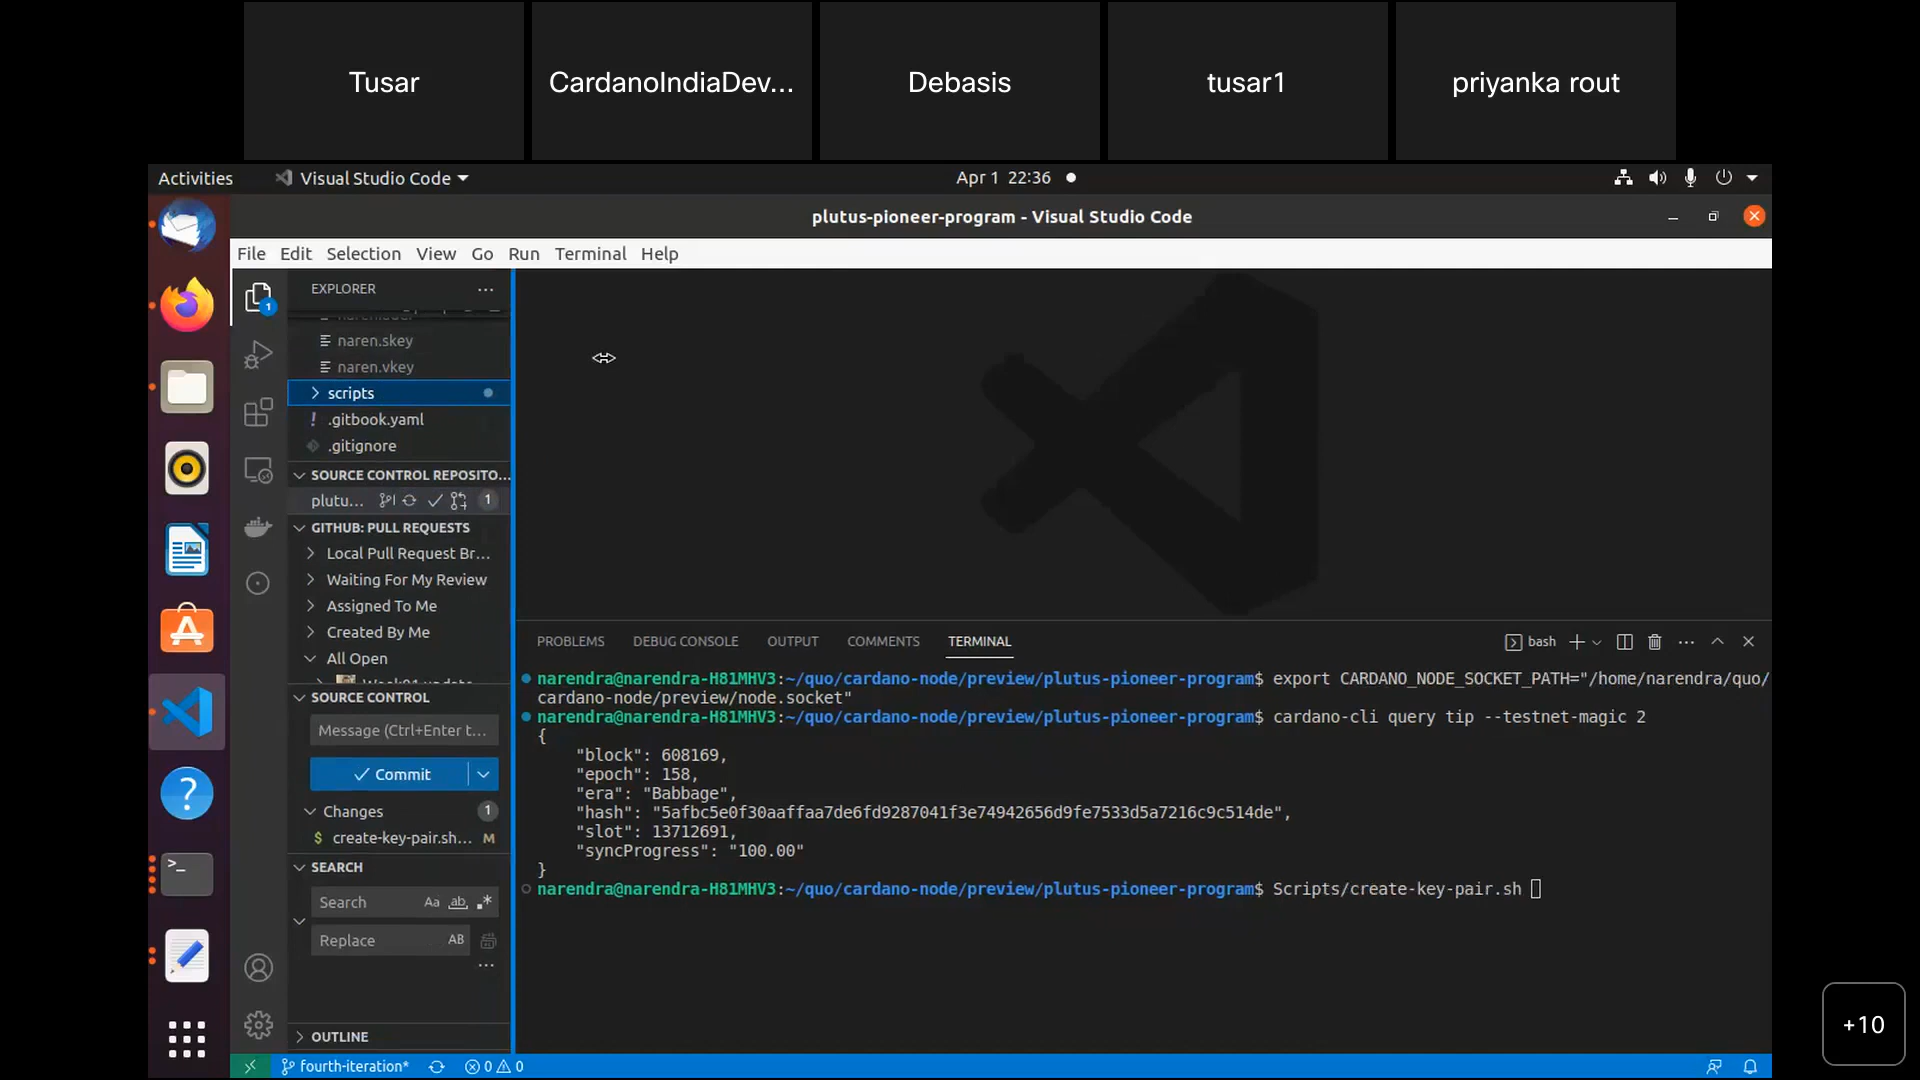 Tusar
CardanoIndiaDev...
Debasis
tusar1
priyanka rout
Activities
Visual Studio Code
Apr 1 22:36
plutus-pioneer-program - Visual Studio Code
File Edit Selection View Go Run Terminal Help
EXPLORER
naren.skey
naren.vkey
scripts
.gitbook.yaml
.gitignore
SOURCE CONTROL REPOSITO...
plutu... 1
GITHUB: PULL REQUESTS
Local Pull Request Br...
Waiting For My Review
Assigned To Me
Created By Me
All Open
SOURCE CONTROL
Message (Ctrl+Enter t...
Commit
Changes 1
$ create-key-pair.sh... M
SEARCH
Search Aa ab
Replace AB
OUTLINE
PROBLEMS DEBUG CONSOLE OUTPUT COMMENTS TERMINAL
bash
narendra@narendra-H81MHV3:~/quo/cardano-node/preview/plutus-pioneer-program$ export CARDANO_NODE_SOCKET_PATH="/home/narendra/quo/
cardano-node/preview/node.socket"
narendra@narendra-H81MHV3:~/quo/cardano-node/preview/plutus-pioneer-program$ cardano-cli query tip --testnet-magic 2
{
"block": 608169,
"epoch": 158,
"era": "Babbage",
"hash": "5afbc5e0f30aaffaa7de6fd9287041f3e74942656d9fe7533d5a7216c9c514de",
"slot": 13712691,
"syncProgress": "100.00"
}
narendra@narendra-H81MHV3:~/quo/cardano-node/preview/plutus-pioneer-program$ Scripts/create-key-pair.sh
fourth-iteration* 0 0
+10